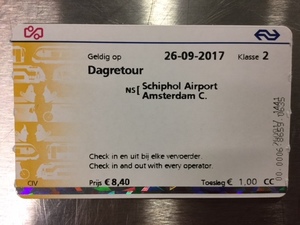 Geldig op 26-09-2017 Klasse 2
Dagretour
NS[ Schiphol Airport
Amsterdam C.
Check in en uit bij elke vervoerder.
Check in and out with every operator.
CIV Prijs € 8,40 Toeslag € 1,00 CC